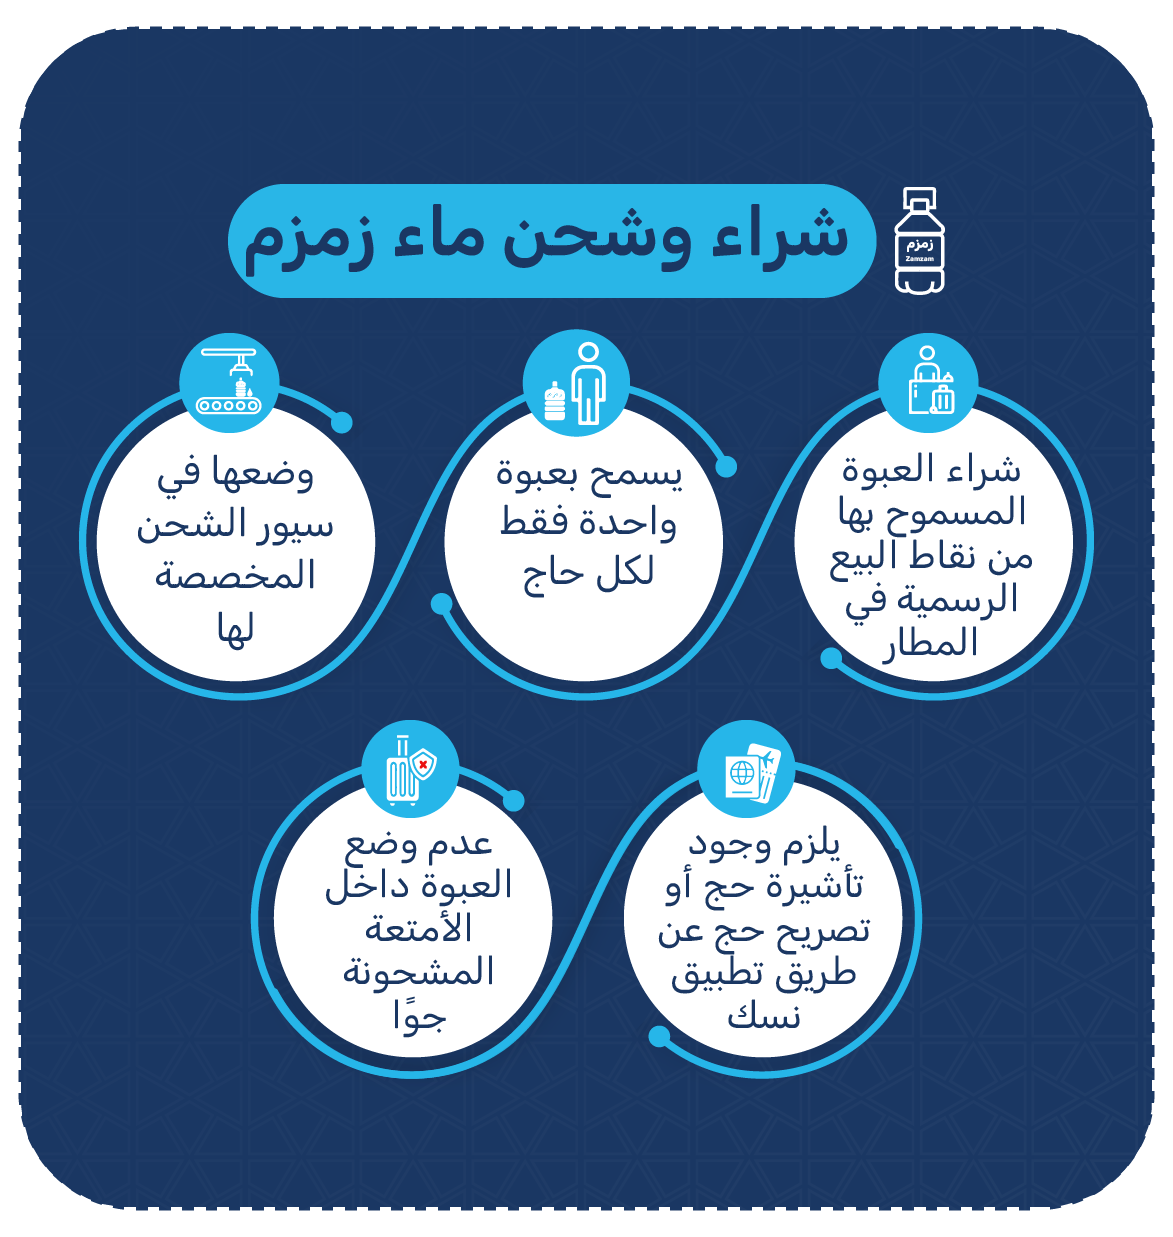 شراء وشحن ماء زمزم
زمزم
Zamzam
شراء العبوة
المسموح بها
من نقاط البيع
الرسمية في
المطار
يسمح بعبوة
واحدة فقط
لكل حاج
وضعها في
سيور الشحن
المخصصة
لها
يلزم وجود
تأشيرة حج أو
تصريح حج عن
طريق تطبيق
نسك
عدم وضع
العبوة داخل
الأمتعة
المشحونة
جوًا